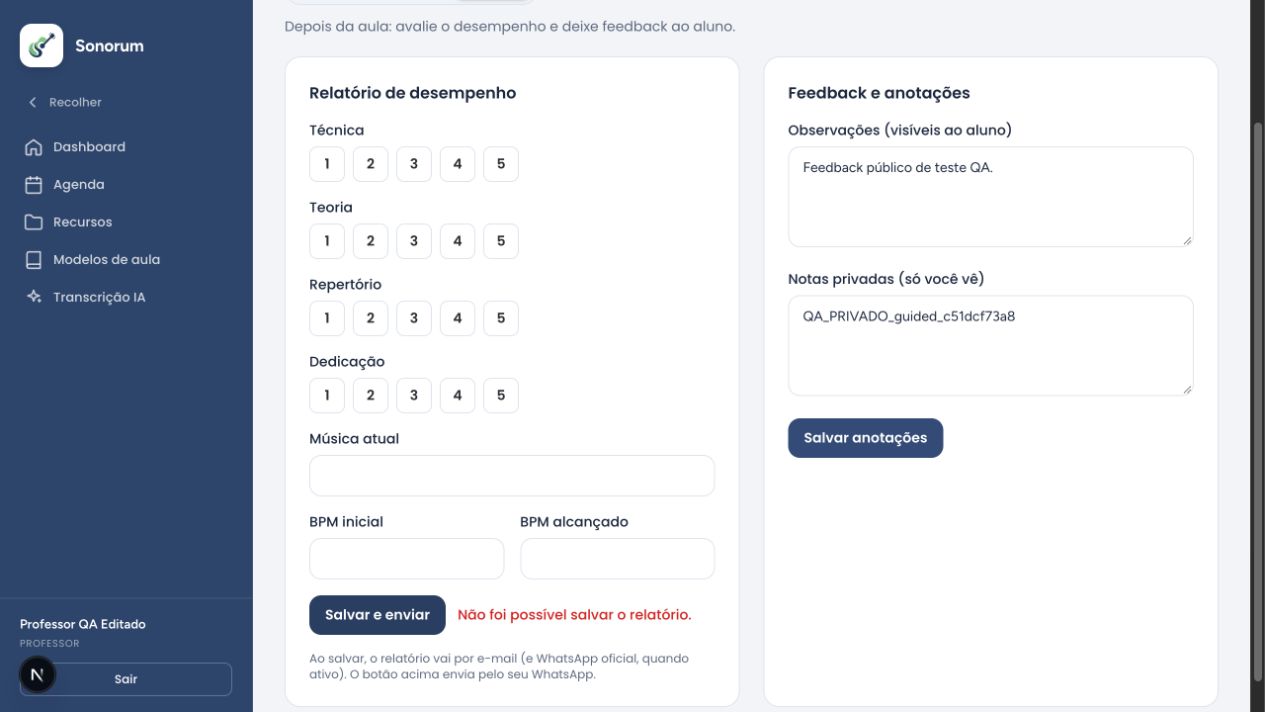 Sonorum
Recolher
Dashboard
Agenda
Recursos
Modelos de aula
Transcrição IA
Professor QA Editado
PROFESSOR
N
Sair
Depois da aula: avalie o desempenho e deixe feedback ao aluno.
Relatório de desempenho
Técnica
1 2 3 4 5
Teoria
1 2 3 4 5
Repertório
1 2 3 4 5
Dedicação
1 2 3 4 5
Música atual
BPM inicial BPM alcançado
Salvar e enviar Não foi possível salvar o relatório.
Ao salvar, o relatório vai por e-mail (e WhatsApp oficial, quando
ativo). O botão acima envia pelo seu WhatsApp.
Feedback e anotações
Observações (visíveis ao aluno)
Feedback público de teste QA.
Notas privadas (só você vê)
QA_PRIVADO_guided_c51dcf73a8
Salvar anotações